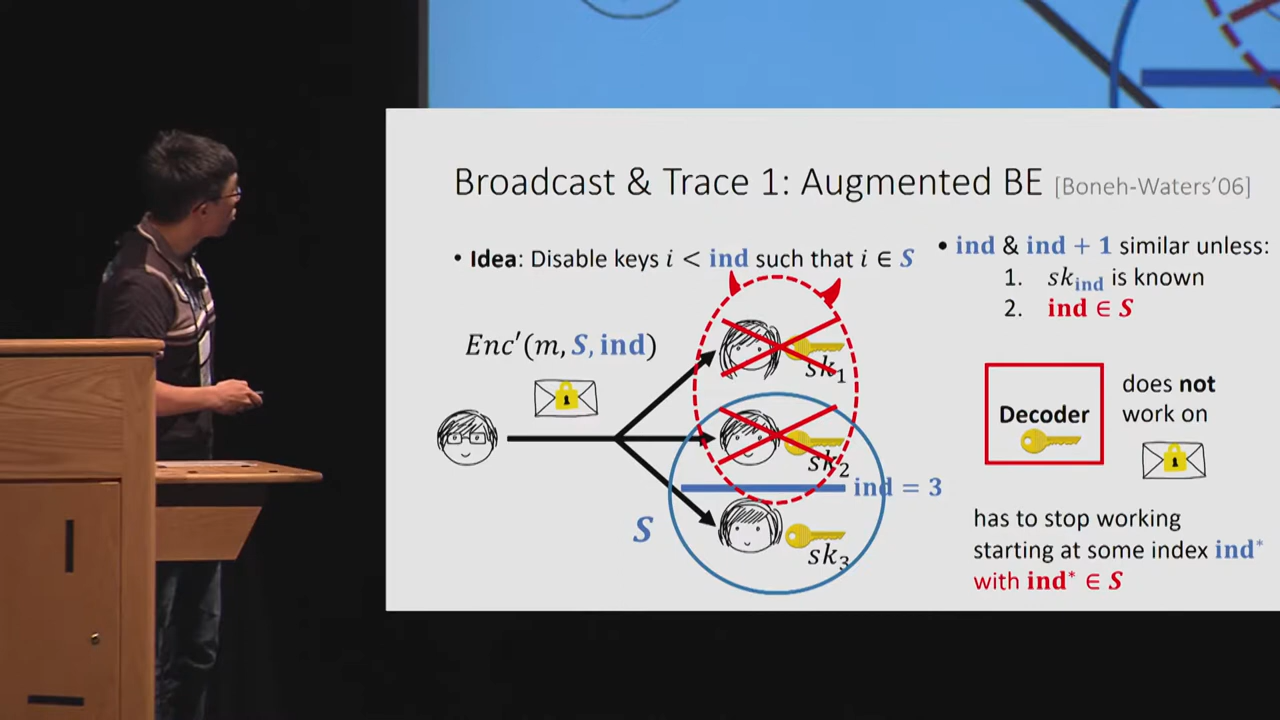 Broadcast & Trace 1: Augmented BE [Boneh-Waters'06]
• Idea: Disable keys i < ind such that i ∈ S
Enc′(m, S, ind)
sk₁
sk₂
ind = 3
S
sk₃
• ind & ind + 1 similar unless:
1. sk_ind is known
2. ind ∈ S
Decoder
does not
work on
has to stop working
starting at some index ind*
with ind* ∈ S